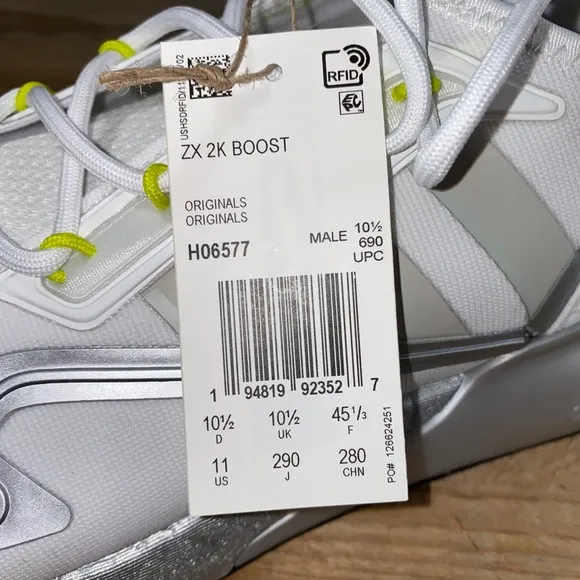 RFID
ZX 2K BOOST
ORIGINALS
ORIGINALS
H06577
MALE 10½
690
UPC
1 94819 92352 7
10½ D 10½ UK 45⅓ F
11 US 290 J 280 CHN
PO# 126624251